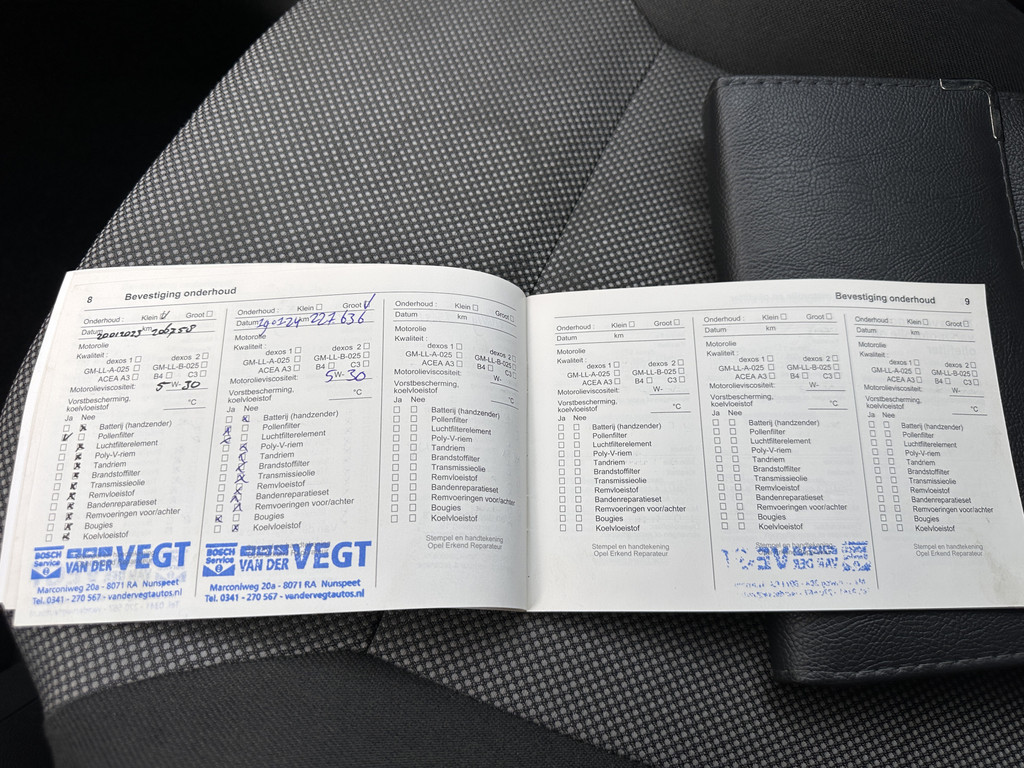 8 Bevestiging onderhoud
Onderhoud : Klein Groot
Datum 20012023 km 206758
Motorolie
Kwaliteit :
dexos 1 dexos 2
GM-LL-A-025 GM-LL-B-025
ACEA A3 B4 C3
Motorolieviscositeit: 5 W- 30
Vorstbescherming,
koelvloeistof °C
Ja Nee
Batterij (handzender)
Pollenfilter
Luchtfilterelement
Poly-V-riem
Tandriem
Brandstoffilter
Transmissieolie
Remvloeistof
Bandenreparatieset
Remvoeringen voor/achter
Bougies
Koelvloeistof
BOSCH
Service
VAN DER VEGT
Marconiweg 20a - 8071 RA Nunspeet
Tel. 0341 - 270 567 - vandervegtautos.nl
Onderhoud : Klein Groot
Datum 190124 km 227636
Motorolie
Kwaliteit :
dexos 1 dexos 2
GM-LL-A-025 GM-LL-B-025
ACEA A3 B4 C3
Motorolieviscositeit: 5 W- 30
Vorstbescherming,
koelvloeistof °C
Ja Nee
Batterij (handzender)
Pollenfilter
Luchtfilterelement
Poly-V-riem
Tandriem
Brandstoffilter
Transmissieolie
Remvloeistof
Bandenreparatieset
Remvoeringen voor/achter
Bougies
Koelvloeistof
BOSCH
Service
VAN DER VEGT
Marconiweg 20a - 8071 RA Nunspeet
Tel. 0341 - 270 567 - vandervegtautos.nl
Onderhoud : Klein Groot
Datum km
Motorolie
Kwaliteit :
dexos 1 dexos 2
GM-LL-A-025 GM-LL-B-025
ACEA A3 B4 C3
Motorolieviscositeit: W-
Vorstbescherming,
koelvloeistof °C
Ja Nee
Batterij (handzender)
Pollenfilter
Luchtfilterelement
Poly-V-riem
Tandriem
Brandstoffilter
Transmissieolie
Remvloeistof
Bandenreparatieset
Remvoeringen voor/achter
Bougies
Koelvloeistof
Stempel en handtekening
Opel Erkend Reparateur
Bevestiging onderhoud 9
Onderhoud : Klein Groot
Datum km
Motorolie
Kwaliteit :
dexos 1 dexos 2
GM-LL-A-025 GM-LL-B-025
ACEA A3 B4 C3
Motorolieviscositeit: W-
Vorstbescherming,
koelvloeistof °C
Ja Nee
Batterij (handzender)
Pollenfilter
Luchtfilterelement
Poly-V-riem
Tandriem
Brandstoffilter
Transmissieolie
Remvloeistof
Bandenreparatieset
Remvoeringen voor/achter
Bougies
Koelvloeistof
Stempel en handtekening
Opel Erkend Reparateur
Onderhoud : Klein Groot
Datum km
Motorolie
Kwaliteit :
dexos 1 dexos 2
GM-LL-A-025 GM-LL-B-025
ACEA A3 B4 C3
Motorolieviscositeit: W-
Vorstbescherming,
koelvloeistof °C
Ja Nee
Batterij (handzender)
Pollenfilter
Luchtfilterelement
Poly-V-riem
Tandriem
Brandstoffilter
Transmissieolie
Remvloeistof
Bandenreparatieset
Remvoeringen voor/achter
Bougies
Koelvloeistof
Stempel en handtekening
Opel Erkend Reparateur
Onderhoud : Klein Groot
Datum km
Motorolie
Kwaliteit :
dexos 1 dexos 2
GM-LL-A-025 GM-LL-B-025
ACEA A3 B4 C3
Motorolieviscositeit: W-
Vorstbescherming,
koelvloeistof °C
Ja Nee
Batterij (handzender)
Pollenfilter
Luchtfilterelement
Poly-V-riem
Tandriem
Brandstoffilter
Transmissieolie
Remvloeistof
Bandenreparatieset
Remvoeringen voor/achter
Bougies
Koelvloeistof
Stempel en handtekening
Opel Erkend Reparateur